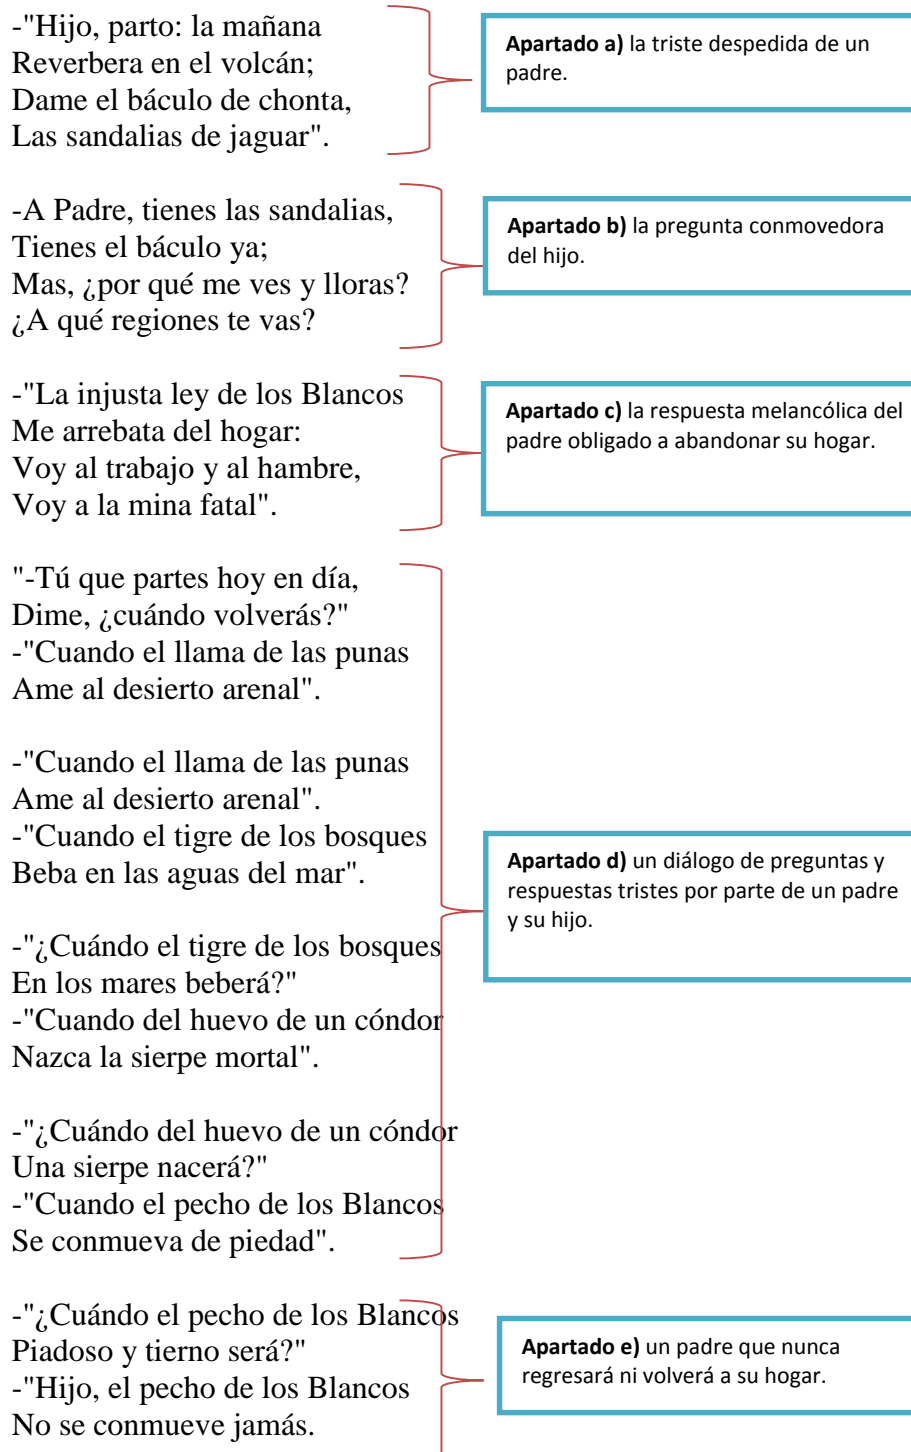 -"Hijo, parto: la mañana
Reverbera en el volcán;
Dame el báculo de chonta,
Las sandalias de jaguar".
Apartado a) la triste despedida de un
padre.
-A Padre, tienes las sandalias,
Tienes el báculo ya;
Mas, ¿por qué me ves y lloras?
¿A qué regiones te vas?
Apartado b) la pregunta conmovedora
del hijo.
-"La injusta ley de los Blancos
Me arrebata del hogar:
Voy al trabajo y al hambre,
Voy a la mina fatal".
Apartado c) la respuesta melancólica del
padre obligado a abandonar su hogar.
"-Tú que partes hoy en día,
Dime, ¿cuándo volverás?"
-"Cuando el llama de las punas
Ame al desierto arenal".
-"Cuando el llama de las punas
Ame al desierto arenal".
-"Cuando el tigre de los bosques
Beba en las aguas del mar".
-"¿Cuándo el tigre de los bosques
En los mares beberá?"
-"Cuando del huevo de un cóndor
Nazca la sierpe mortal".
-"¿Cuándo del huevo de un cóndor
Una sierpe nacerá?"
-"Cuando el pecho de los Blancos
Se conmueva de piedad".
Apartado d) un diálogo de preguntas y
respuestas tristes por parte de un padre
y su hijo.
-"¿Cuándo el pecho de los Blancos
Piadoso y tierno será?"
-"Hijo, el pecho de los Blancos
No se conmueve jamás.
Apartado e) un padre que nunca
regresará ni volverá a su hogar.